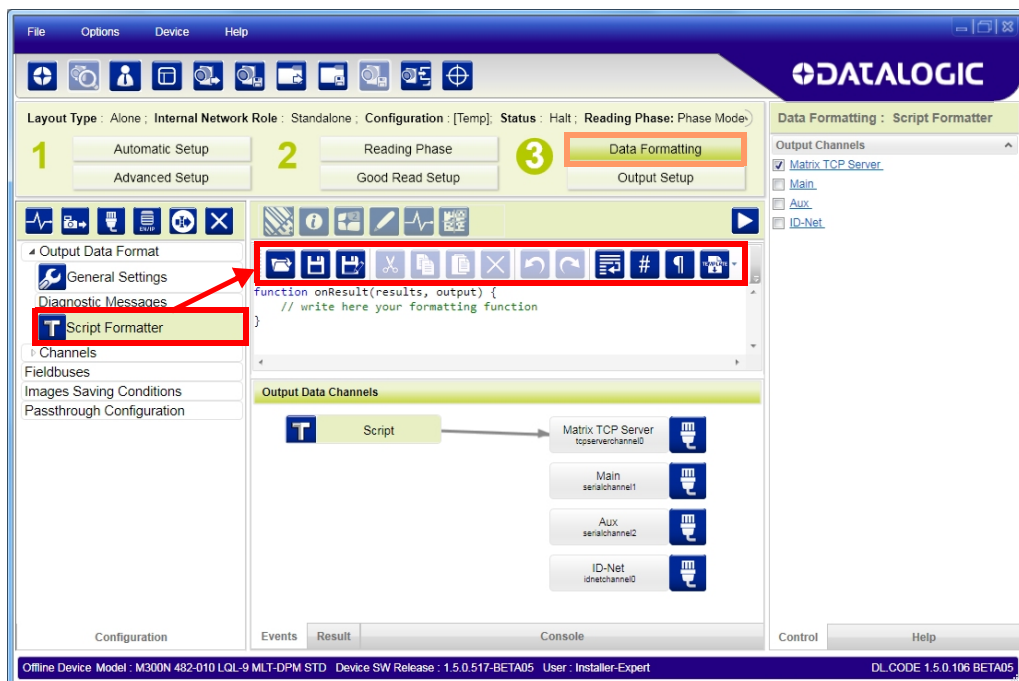 File Options Device Help
DATALOGIC
Layout Type : Alone ; Internal Network Role : Standalone ; Configuration : [Temp]; Status : Halt ; Reading Phase: Phase Mode
1 Automatic Setup 2 Reading Phase 3 Data Formatting
Advanced Setup Good Read Setup Output Setup
Data Formatting : Script Formatter
Output Channels
Matrix TCP Server
Main
Aux
ID-Net
EN/IP
Output Data Format
General Settings
Diagnostic Messages
T Script Formatter
Channels
Fieldbuses
Images Saving Conditions
Passthrough Configuration
# ¶ TEMPLATE
function onResult(results, output) {
// write here your formatting function
}
Output Data Channels
T Script
Matrix TCP Server
tcpserverchannel0
Main
serialchannel1
Aux
serialchannel2
ID-Net
idnetchannel0
Configuration
Events Result Console
Control Help
Offline Device Model : M300N 482-010 LQL-9 MLT-DPM STD Device SW Release : 1.5.0.517-BETA05 User : Installer-Expert DL.CODE 1.5.0.106 BETA05